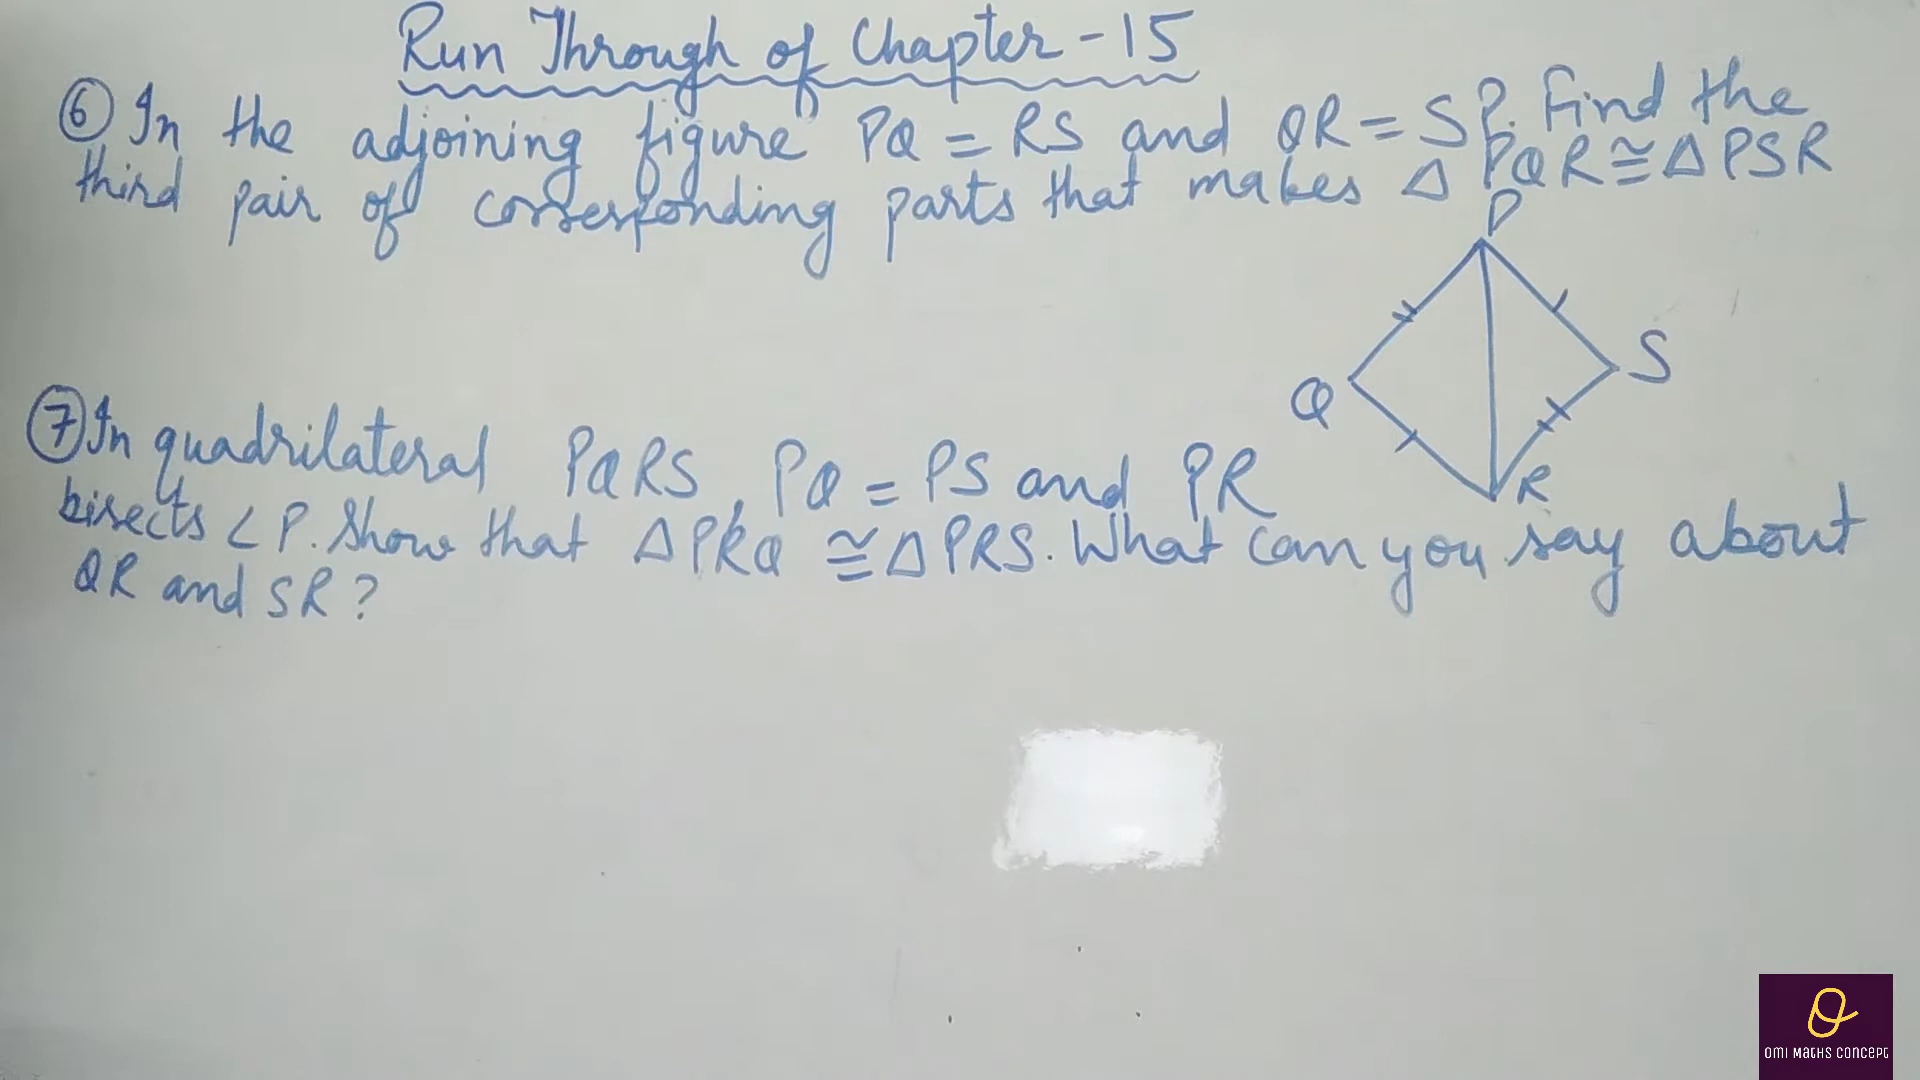 Run Through of Chapter-15
⑥ In the adjoining figure PQ = RS and QR = SP. Find the
third pair of corresponding parts that makes Δ PQR ≅ Δ PSR
P
Q
S
R
⑦ In quadrilateral PQRS, PQ = PS and PR
bisects ∠P. Show that Δ PRQ ≅ Δ PRS. What can you say about
QR and SR?
OMI MATHS CONCEPT